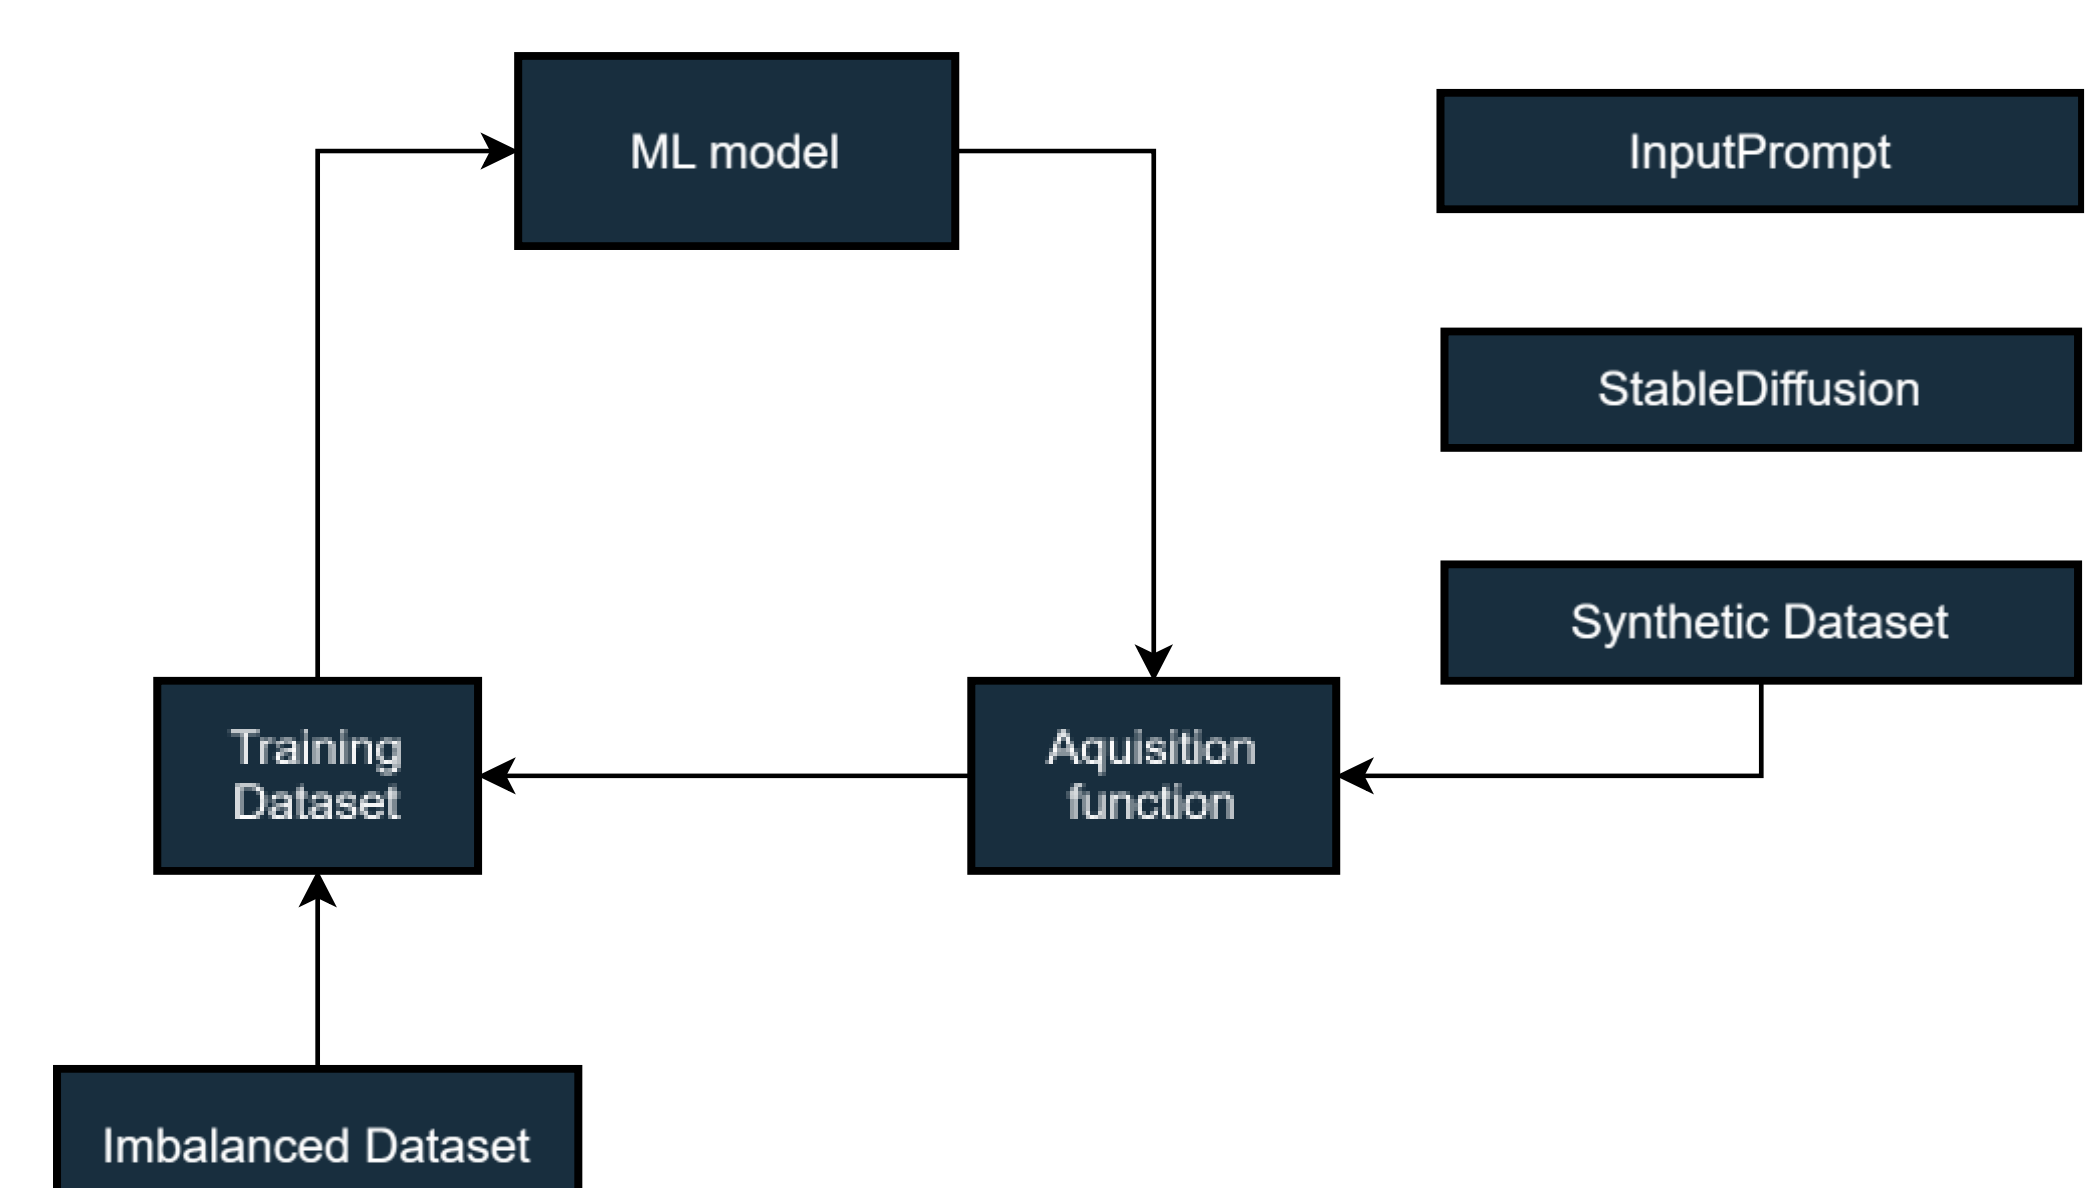 ML model
InputPrompt
StableDiffusion
Synthetic Dataset
Training
Dataset
Aquisition
function
Imbalanced Dataset